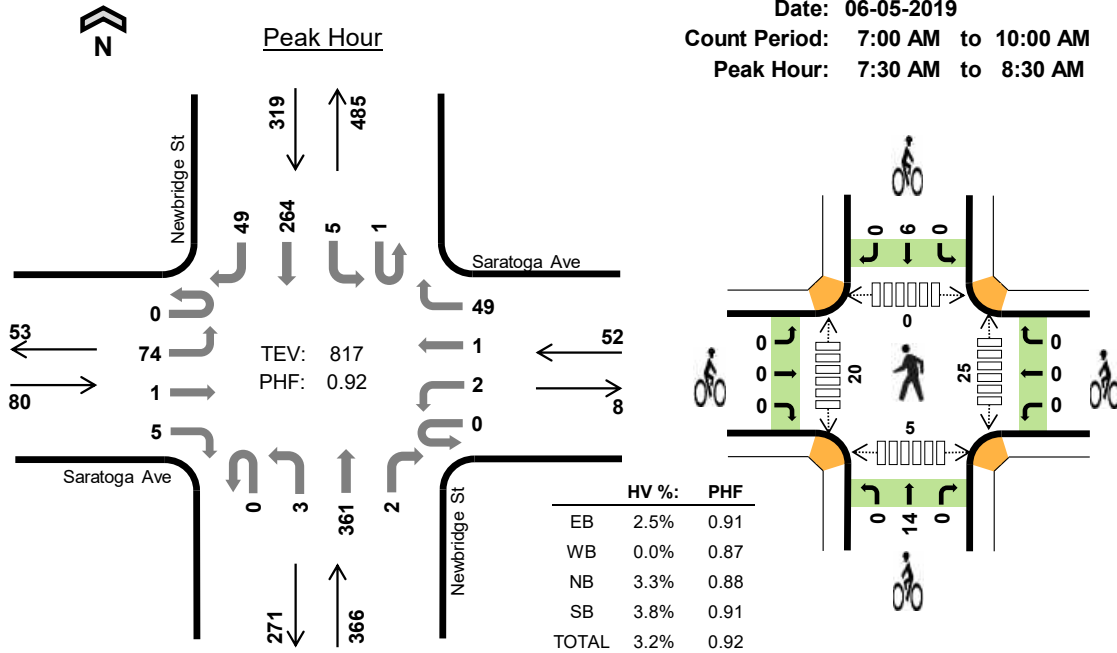 N
Peak Hour
Date: 06-05-2019
Count Period: 7:00 AM to 10:00 AM
Peak Hour: 7:30 AM to 8:30 AM
319
485
Newbridge St
49
264
5
1
Saratoga Ave
0
74
1
5
53
80
TEV: 817
PHF: 0.92
49
1
2
0
52
8
Saratoga Ave
0
3
361
2
Newbridge St
271
366
HV %: PHF
EB 2.5% 0.91
WB 0.0% 0.87
NB 3.3% 0.88
SB 3.8% 0.91
TOTAL 3.2% 0.92
0 6 0
0
0
0
0
20
25
5
0
0
0
0 14 0